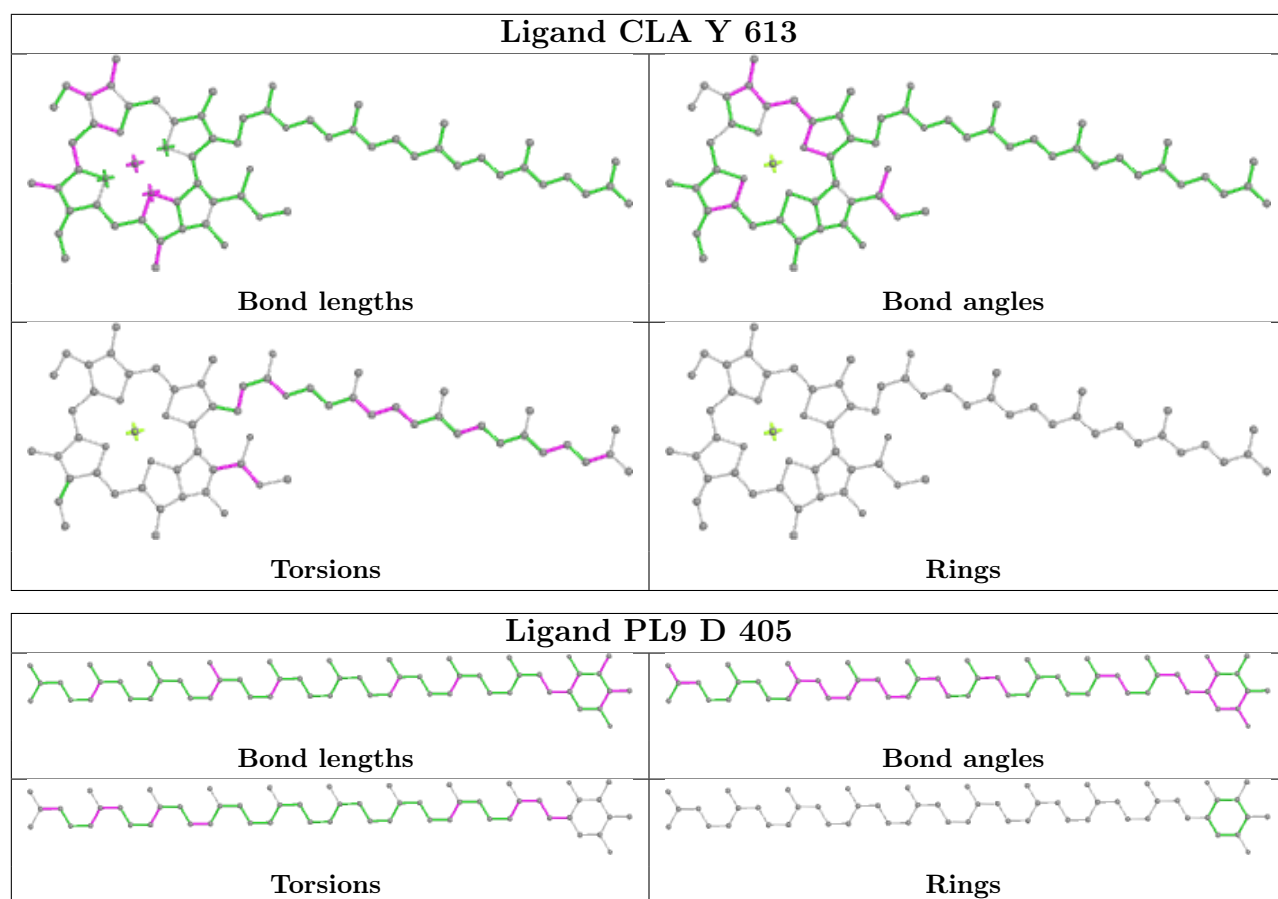 Ligand CLA Y 613
Bond lengths
Bond angles
Torsions
Rings
Ligand PL9 D 405
Bond lengths
Bond angles
Torsions
Rings